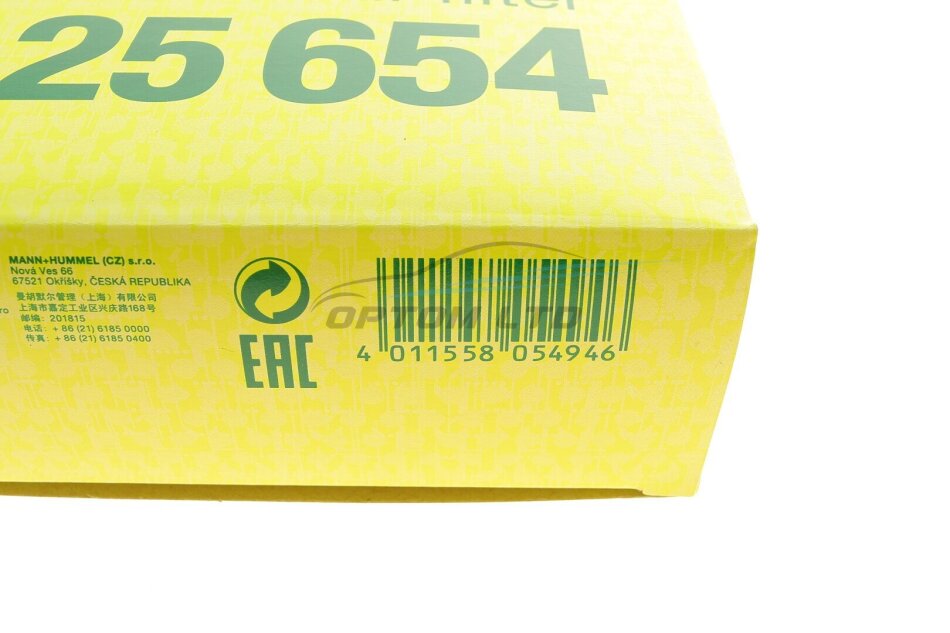 filter
25 654
MANN+HUMMEL (CZ) s.r.o.
Nová Ves 66
67521 Okříšky, ČESKÁ REPUBLIKA
曼胡默尔管理（上海）有限公司
上海市嘉定工业区兴庆路168号
邮编: 201815
电话: + 86 (21) 6185 0000
传真: + 86 (21) 6185 0400
EAC
OPTOM LTD
4 011558 054946